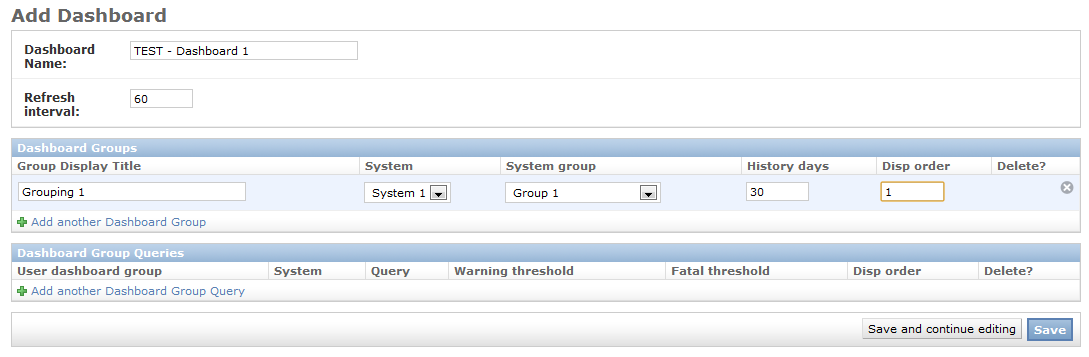 Add Dashboard
Dashboard Name: TEST - Dashboard 1
Refresh interval: 60
Dashboard Groups
Group Display Title System System group History days Disp order Delete?
Grouping 1 System 1 Group 1 30 1
Add another Dashboard Group
Dashboard Group Queries
User dashboard group System Query Warning threshold Fatal threshold Disp order Delete?
Add another Dashboard Group Query
Save and continue editing Save